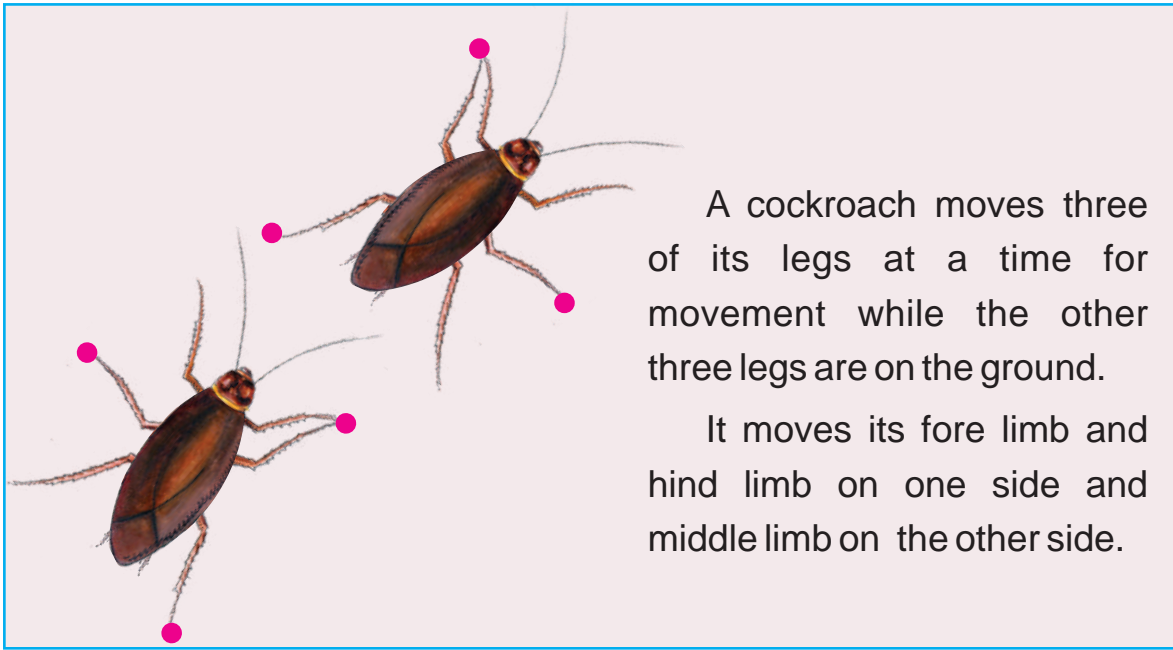 A cockroach moves three
of its legs at a time for
movement while the other
three legs are on the ground.
It moves its fore limb and
hind limb on one side and
middle limb on the other side.